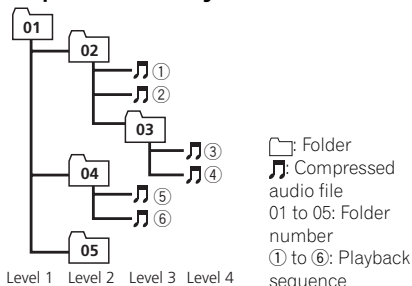 01
02
①
②
03
③
④
04
⑤
⑥
05
Level 1 Level 2 Level 3 Level 4
: Folder
: Compressed
audio file
01 to 05: Folder
number
① to ⑥: Playback
sequence